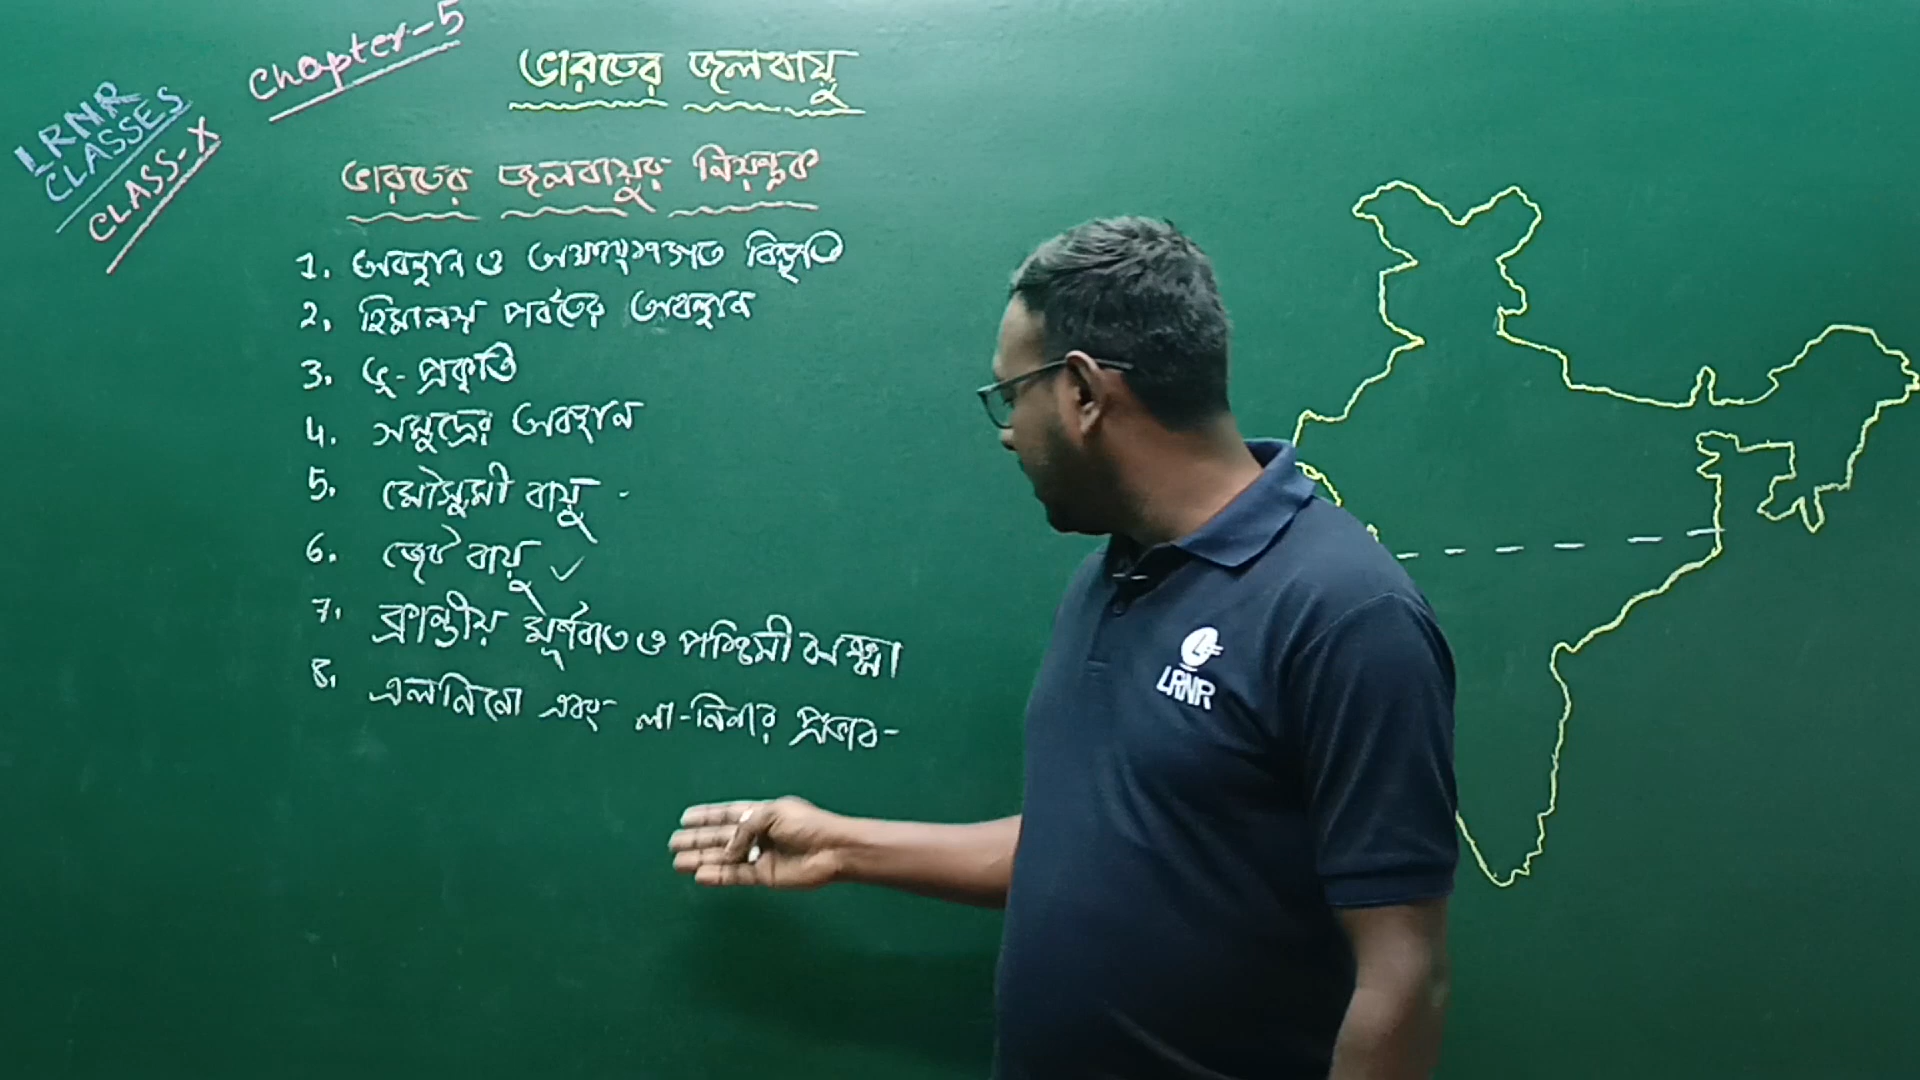 LRNR
CLASSES
CLASS-X
Chapter-5
ভারতের জলবায়ু
ভারতের জলবায়ুর নিয়ন্ত্রক
1. অবস্থান ও অক্ষাংশগত বিস্তৃতি
2. হিমালয় পর্বতের অবস্থান
3. ভূ-প্রকৃতি
4. সমুদ্রের অবস্থান
5. মৌসুমী বায়ু
6. জেট বায়ু
7. ক্রান্তীয় ঘূর্ণবাত ও পশ্চিমী ঝঞ্ঝা
8. এলনিনো এবং লা-নিনার প্রভাব-
LRNR